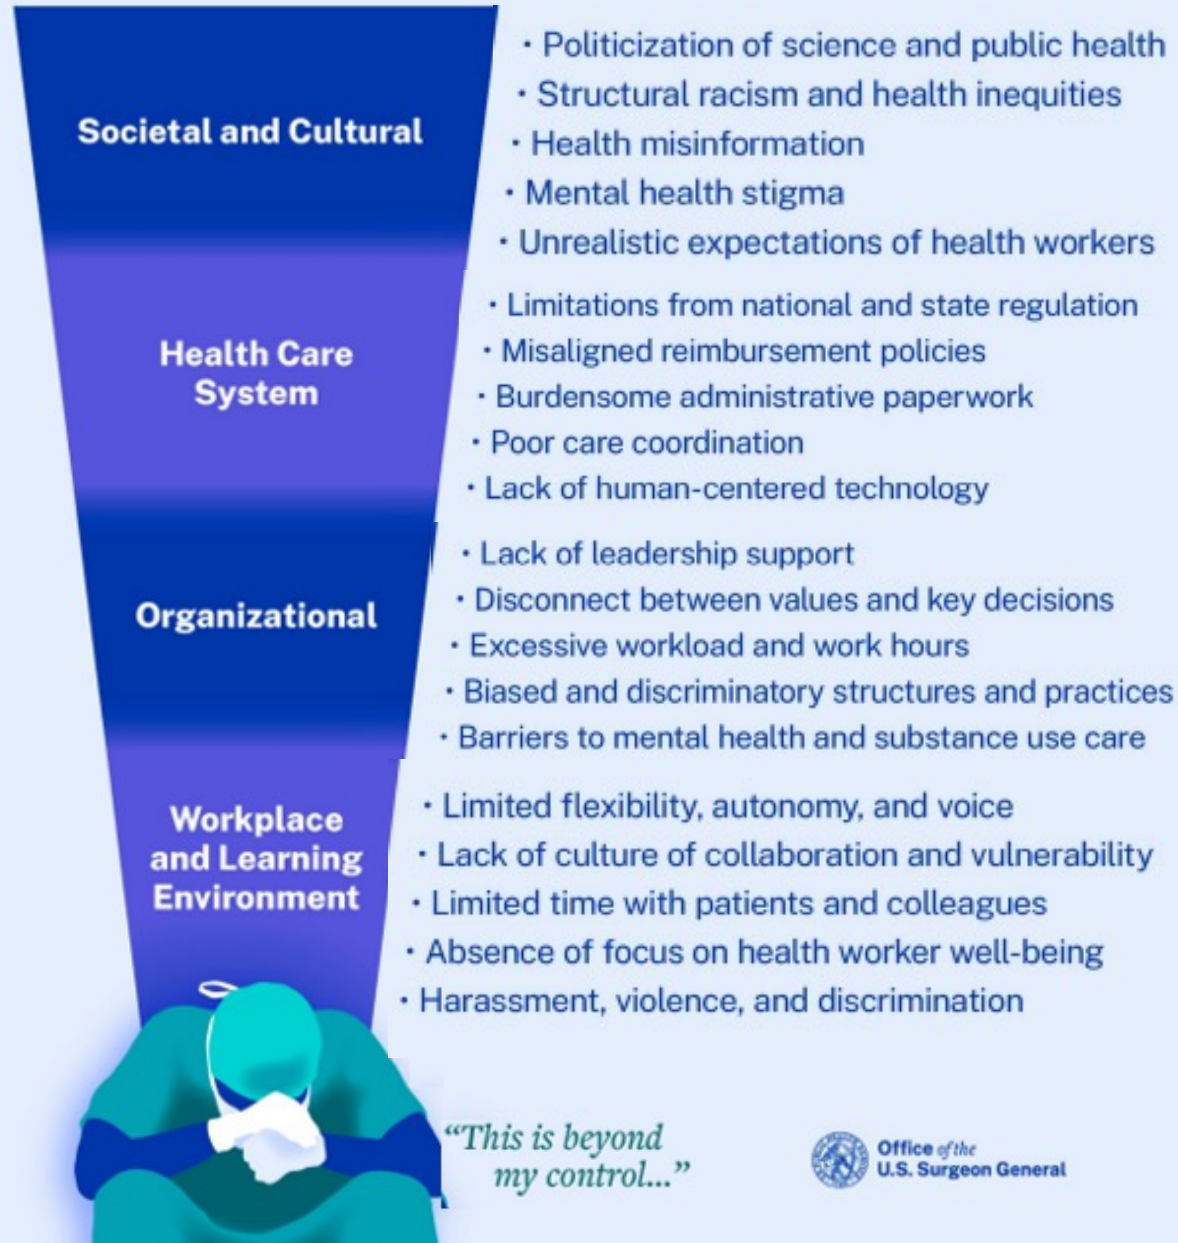 Societal and Cultural
• Politicization of science and public health
• Structural racism and health inequities
• Health misinformation
• Mental health stigma
• Unrealistic expectations of health workers
Health Care
System
• Limitations from national and state regulation
• Misaligned reimbursement policies
• Burdensome administrative paperwork
• Poor care coordination
• Lack of human-centered technology
Organizational
• Lack of leadership support
• Disconnect between values and key decisions
• Excessive workload and work hours
• Biased and discriminatory structures and practices
• Barriers to mental health and substance use care
Workplace
and Learning
Environment
• Limited flexibility, autonomy, and voice
• Lack of culture of collaboration and vulnerability
• Limited time with patients and colleagues
• Absence of focus on health worker well-being
• Harassment, violence, and discrimination
“This is beyond
my control...”
Office of the
U.S. Surgeon General